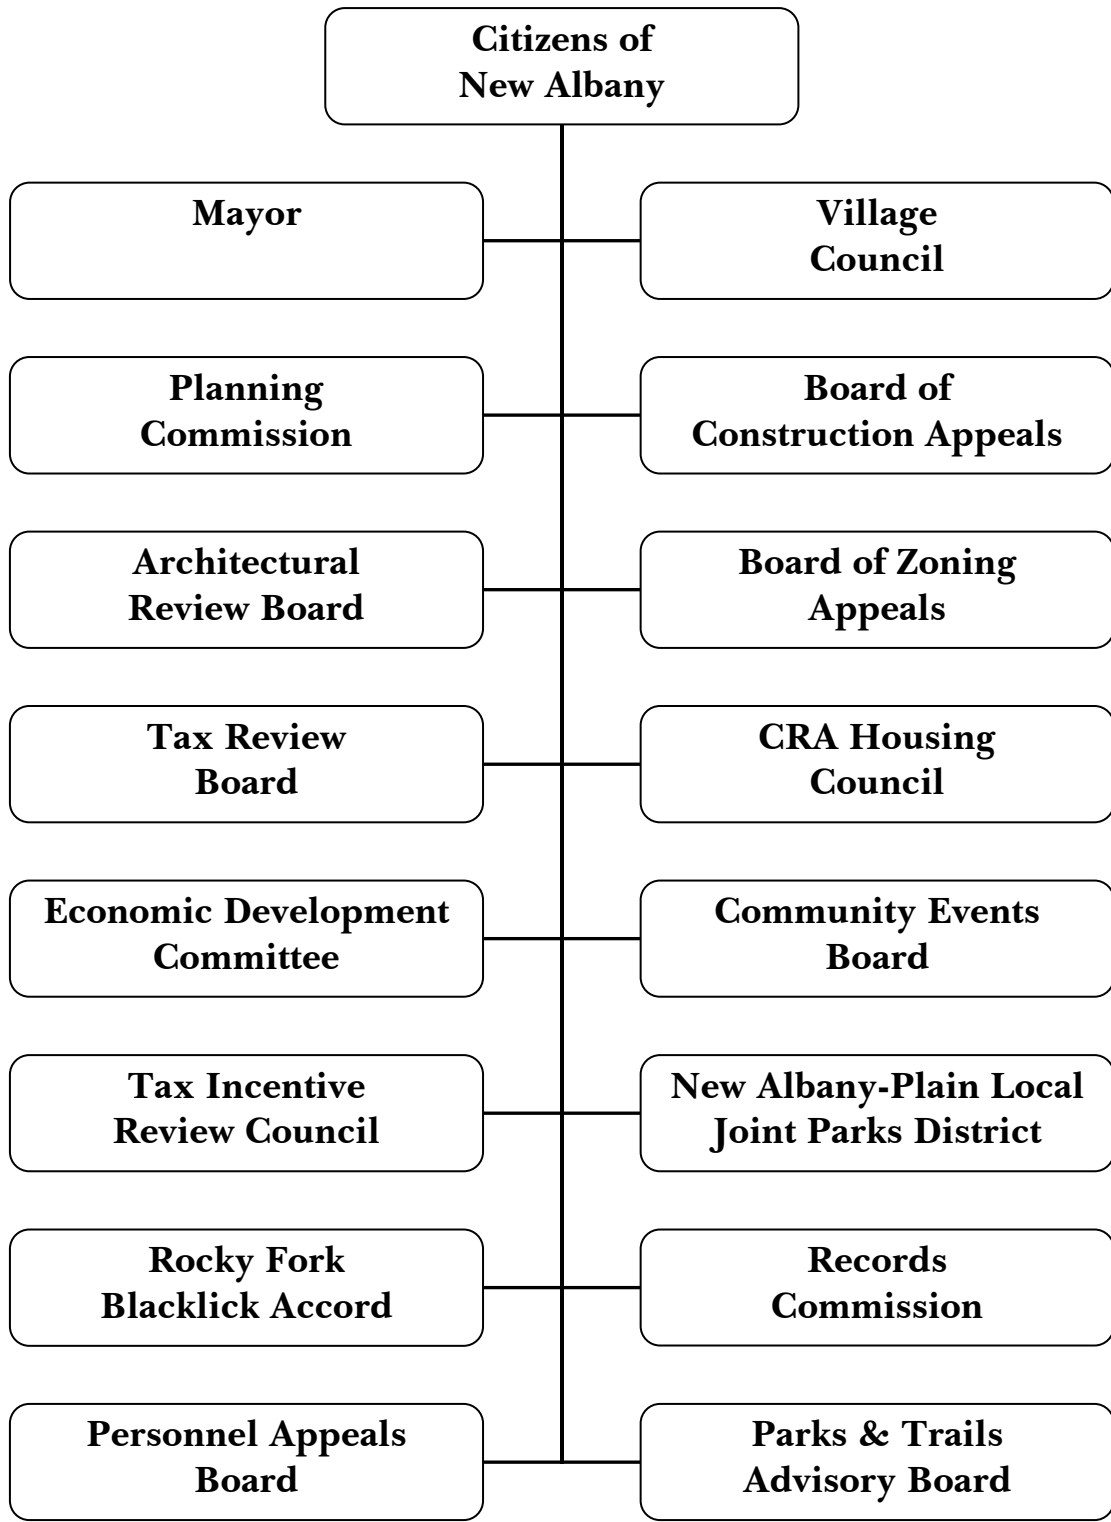 Citizens of
New Albany
Mayor
Village
Council
Planning
Commission
Board of
Construction Appeals
Architectural
Review Board
Board of Zoning
Appeals
Tax Review
Board
CRA Housing
Council
Economic Development
Committee
Community Events
Board
Tax Incentive
Review Council
New Albany-Plain Local
Joint Parks District
Rocky Fork
Blacklick Accord
Records
Commission
Personnel Appeals
Board
Parks & Trails
Advisory Board